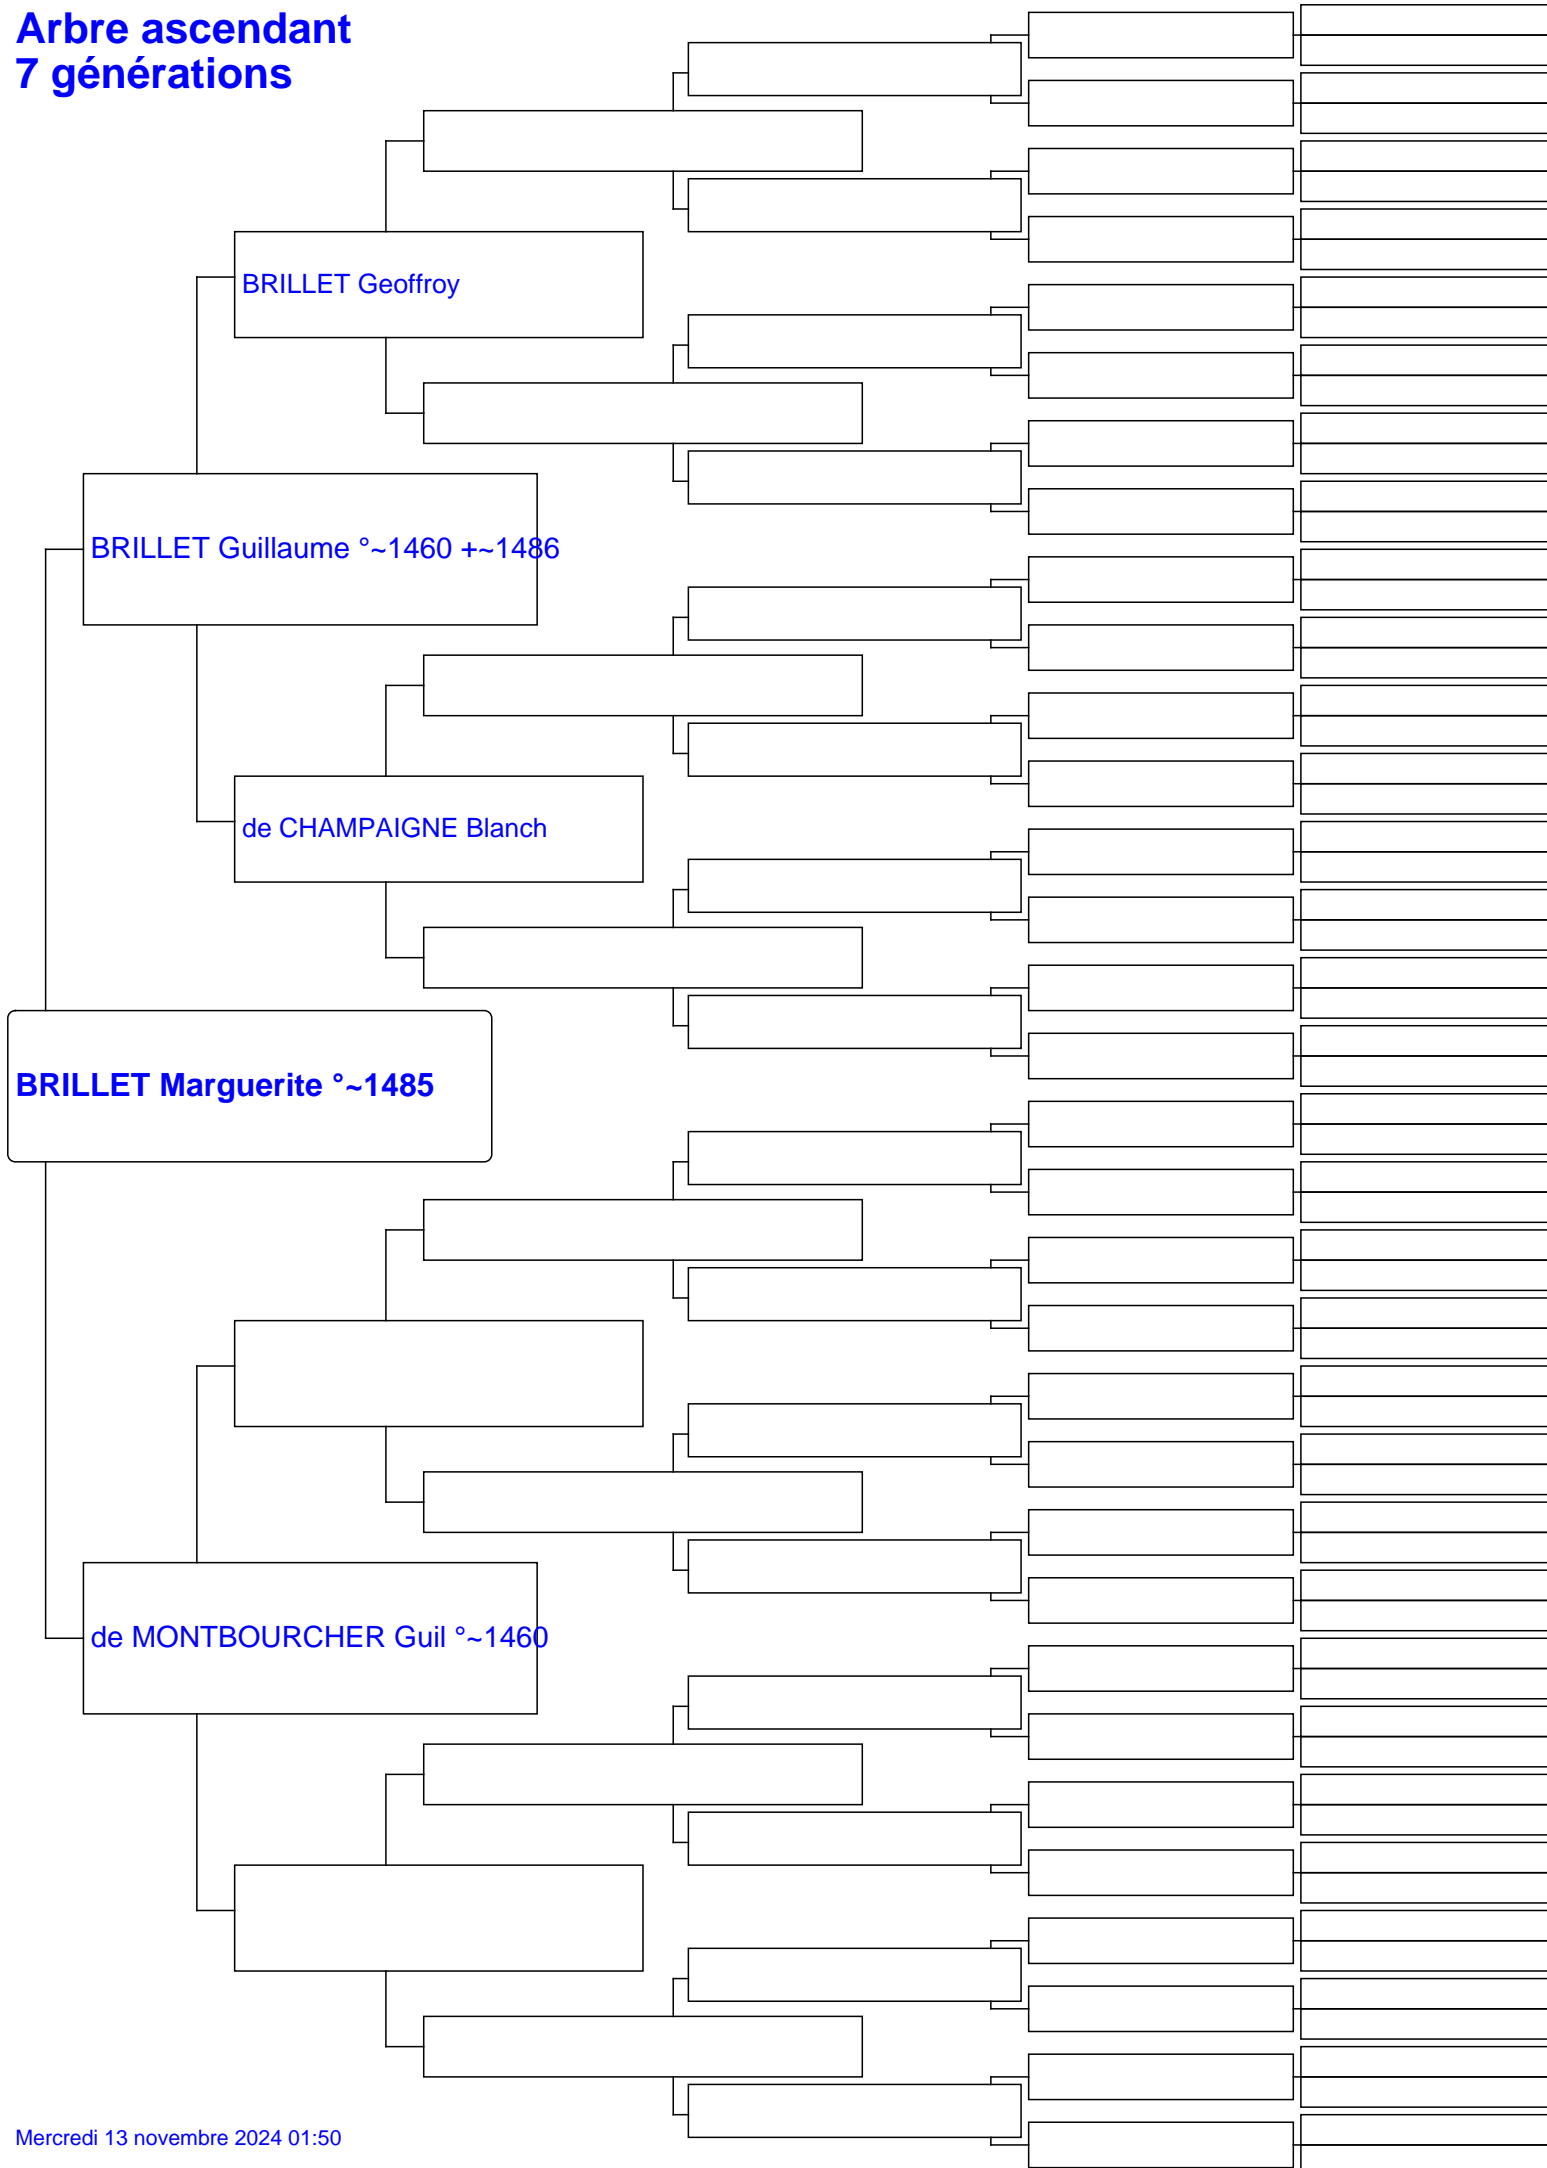 Arbre ascendant
7 générations
BRILLET Geoffroy
BRILLET Guillaume °~1460 +~1486
de CHAMPAIGNE Blanch
BRILLET Marguerite °~1485
de MONTBOURCHER Guil °~1460
Mercredi 13 novembre 2024 01:50